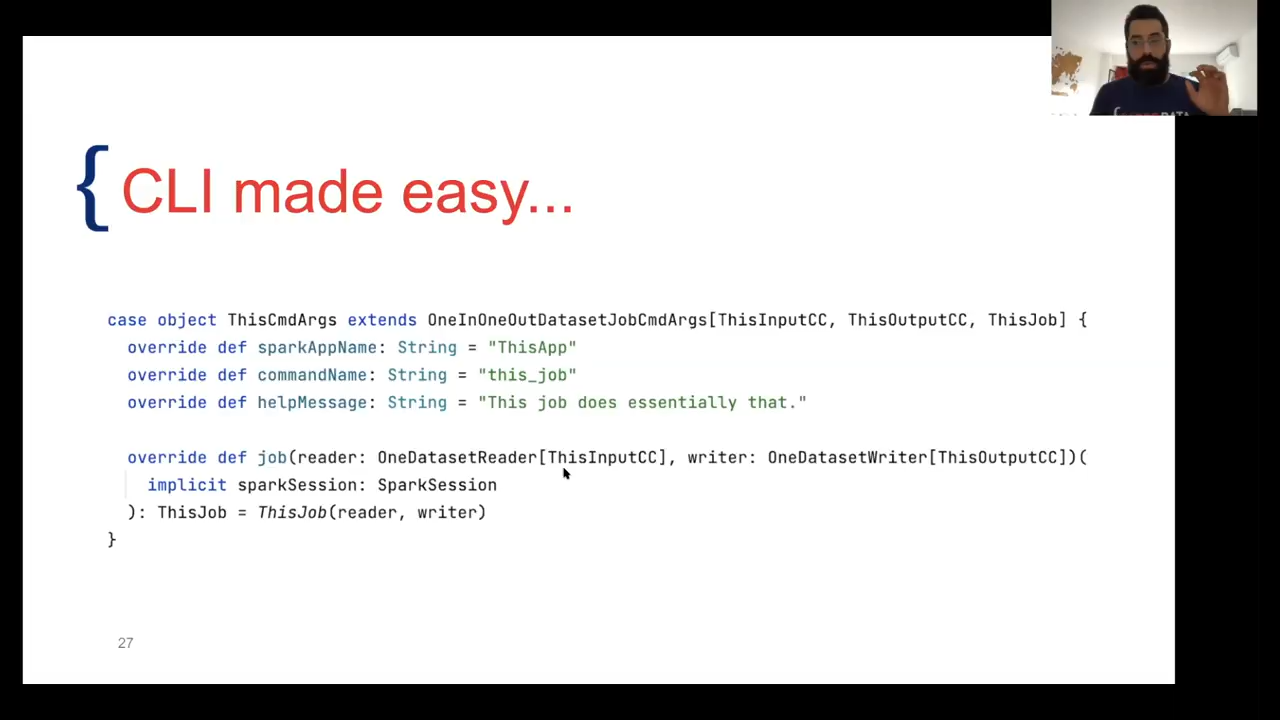 { CLI made easy...
case object ThisCmdArgs extends OneInOneOutDatasetJobCmdArgs[ThisInputCC, ThisOutputCC, ThisJob] {
override def sparkAppName: String = "ThisApp"
override def commandName: String = "this_job"
override def helpMessage: String = "This job does essentially that."
override def job(reader: OneDatasetReader[ThisInputCC], writer: OneDatasetWriter[ThisOutputCC])(
implicit sparkSession: SparkSession
): ThisJob = ThisJob(reader, writer)
}
27